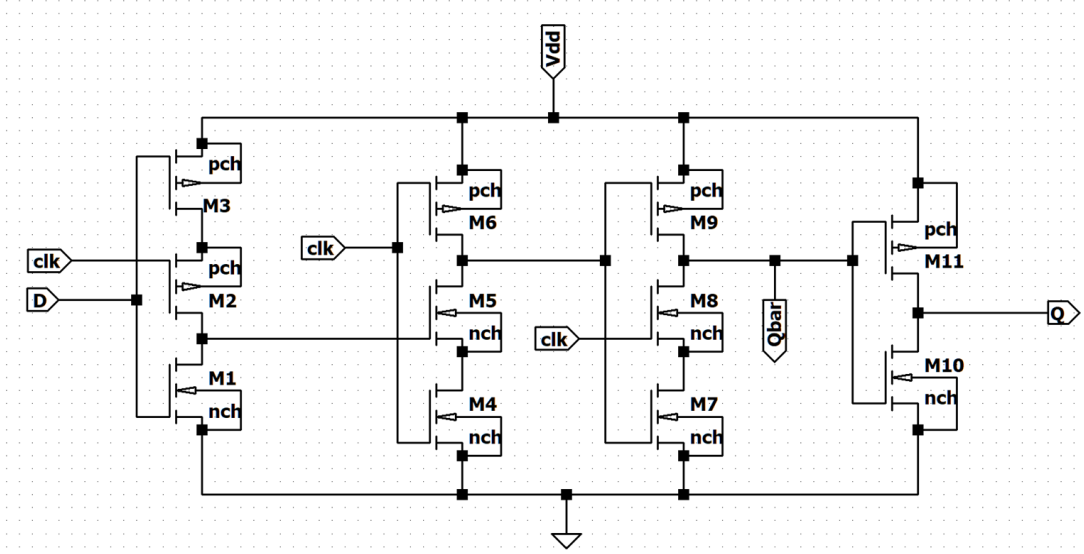 Vdd
pch
M3
clk
pch
M2
D
M1
nch
clk
pch
M6
M5
nch
M4
nch
clk
pch
M9
M8
nch
M7
nch
Qbar
pch
M11
Q
M10
nch